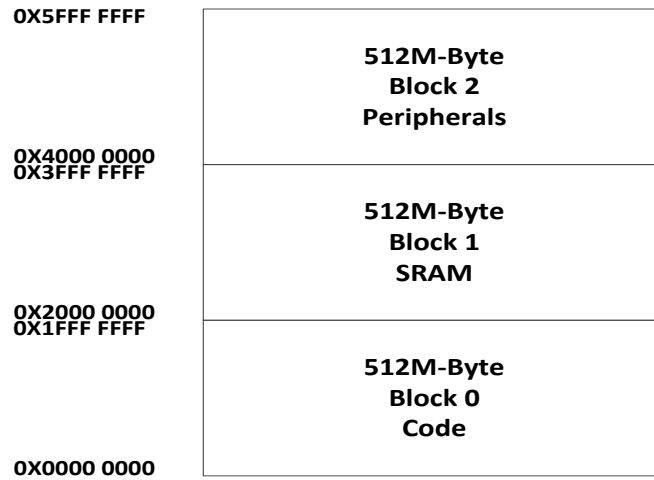 0X5FFF FFFF
512M-Byte
Block 2
Peripherals
0X4000 0000
0X3FFF FFFF
512M-Byte
Block 1
SRAM
0X2000 0000
0X1FFF FFFF
512M-Byte
Block 0
Code
0X0000 0000